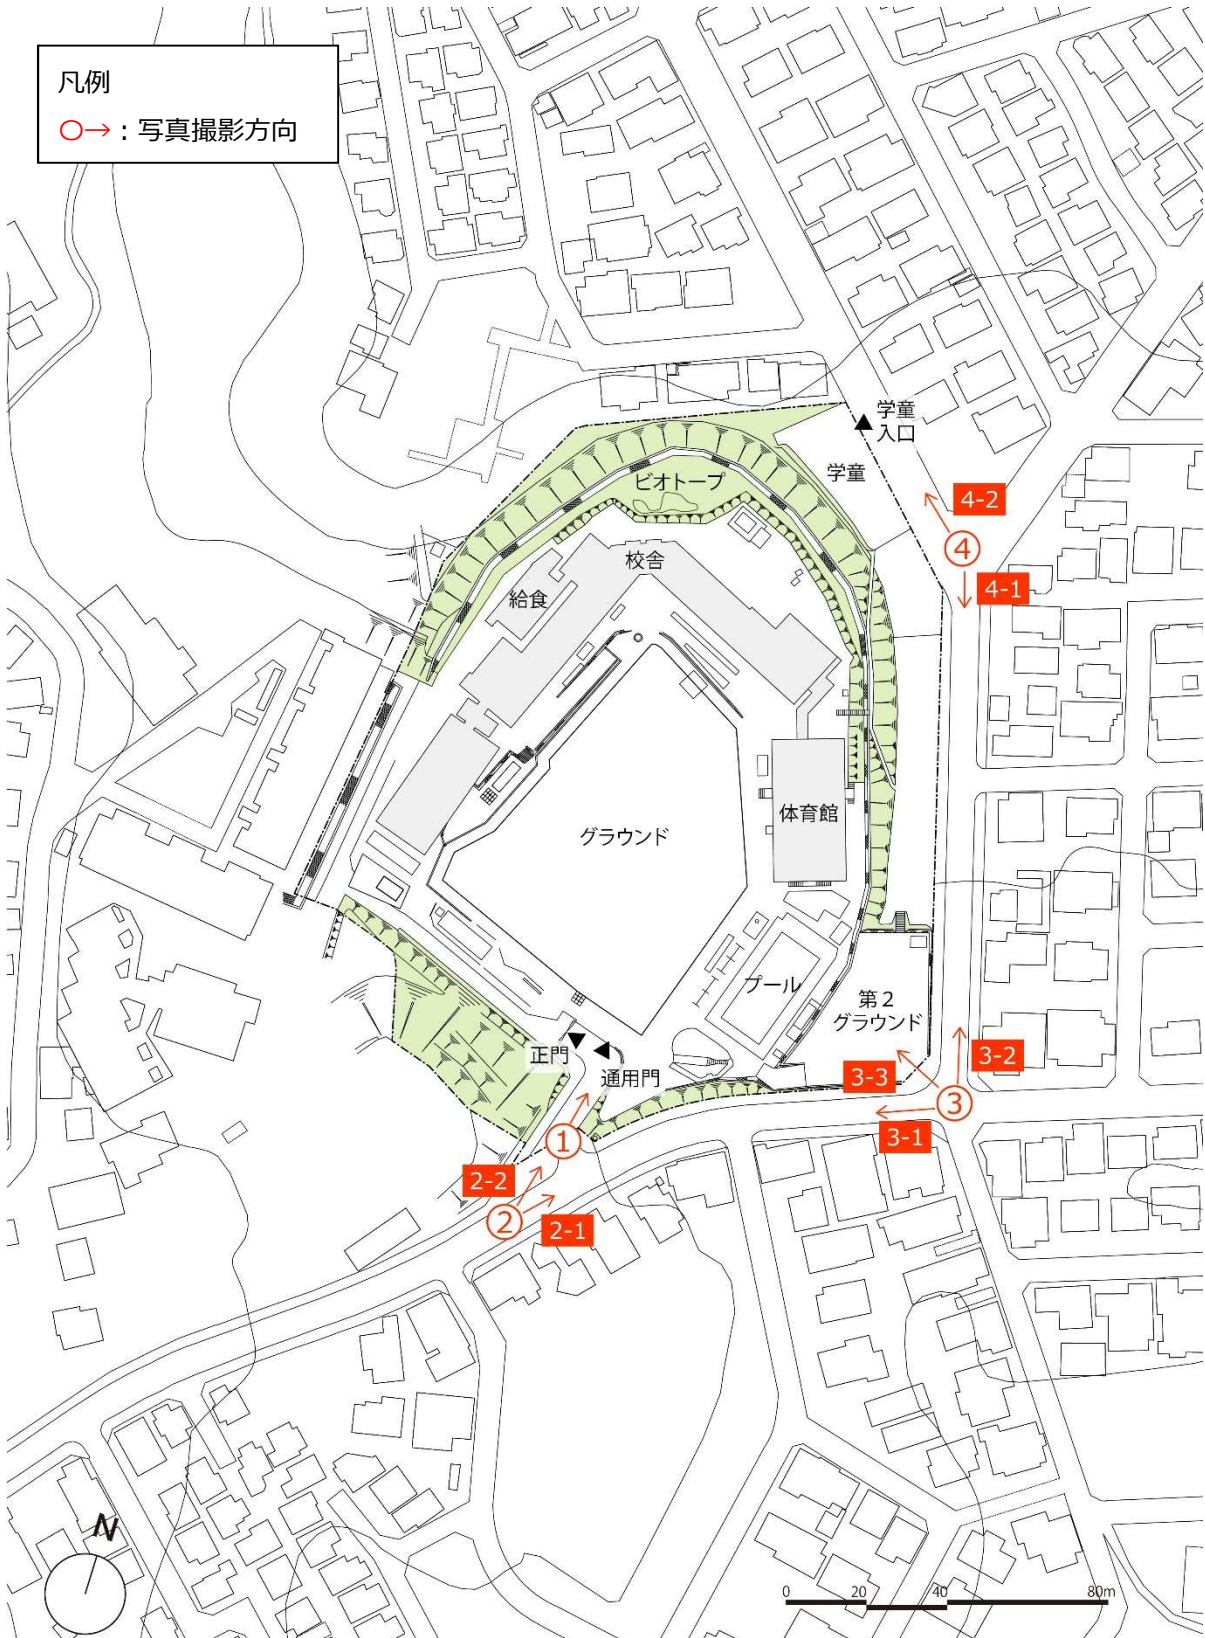 凡例
○→：写真撮影方向
学童
入口
学童
ビオトープ
4-2
④
校舎
4-1
給食
体育館
グラウンド
プール
第２
グラウンド
正門
通用門
3-2
3-3
③
①
3-1
2-2
②
2-1
N
0 20 40 80m